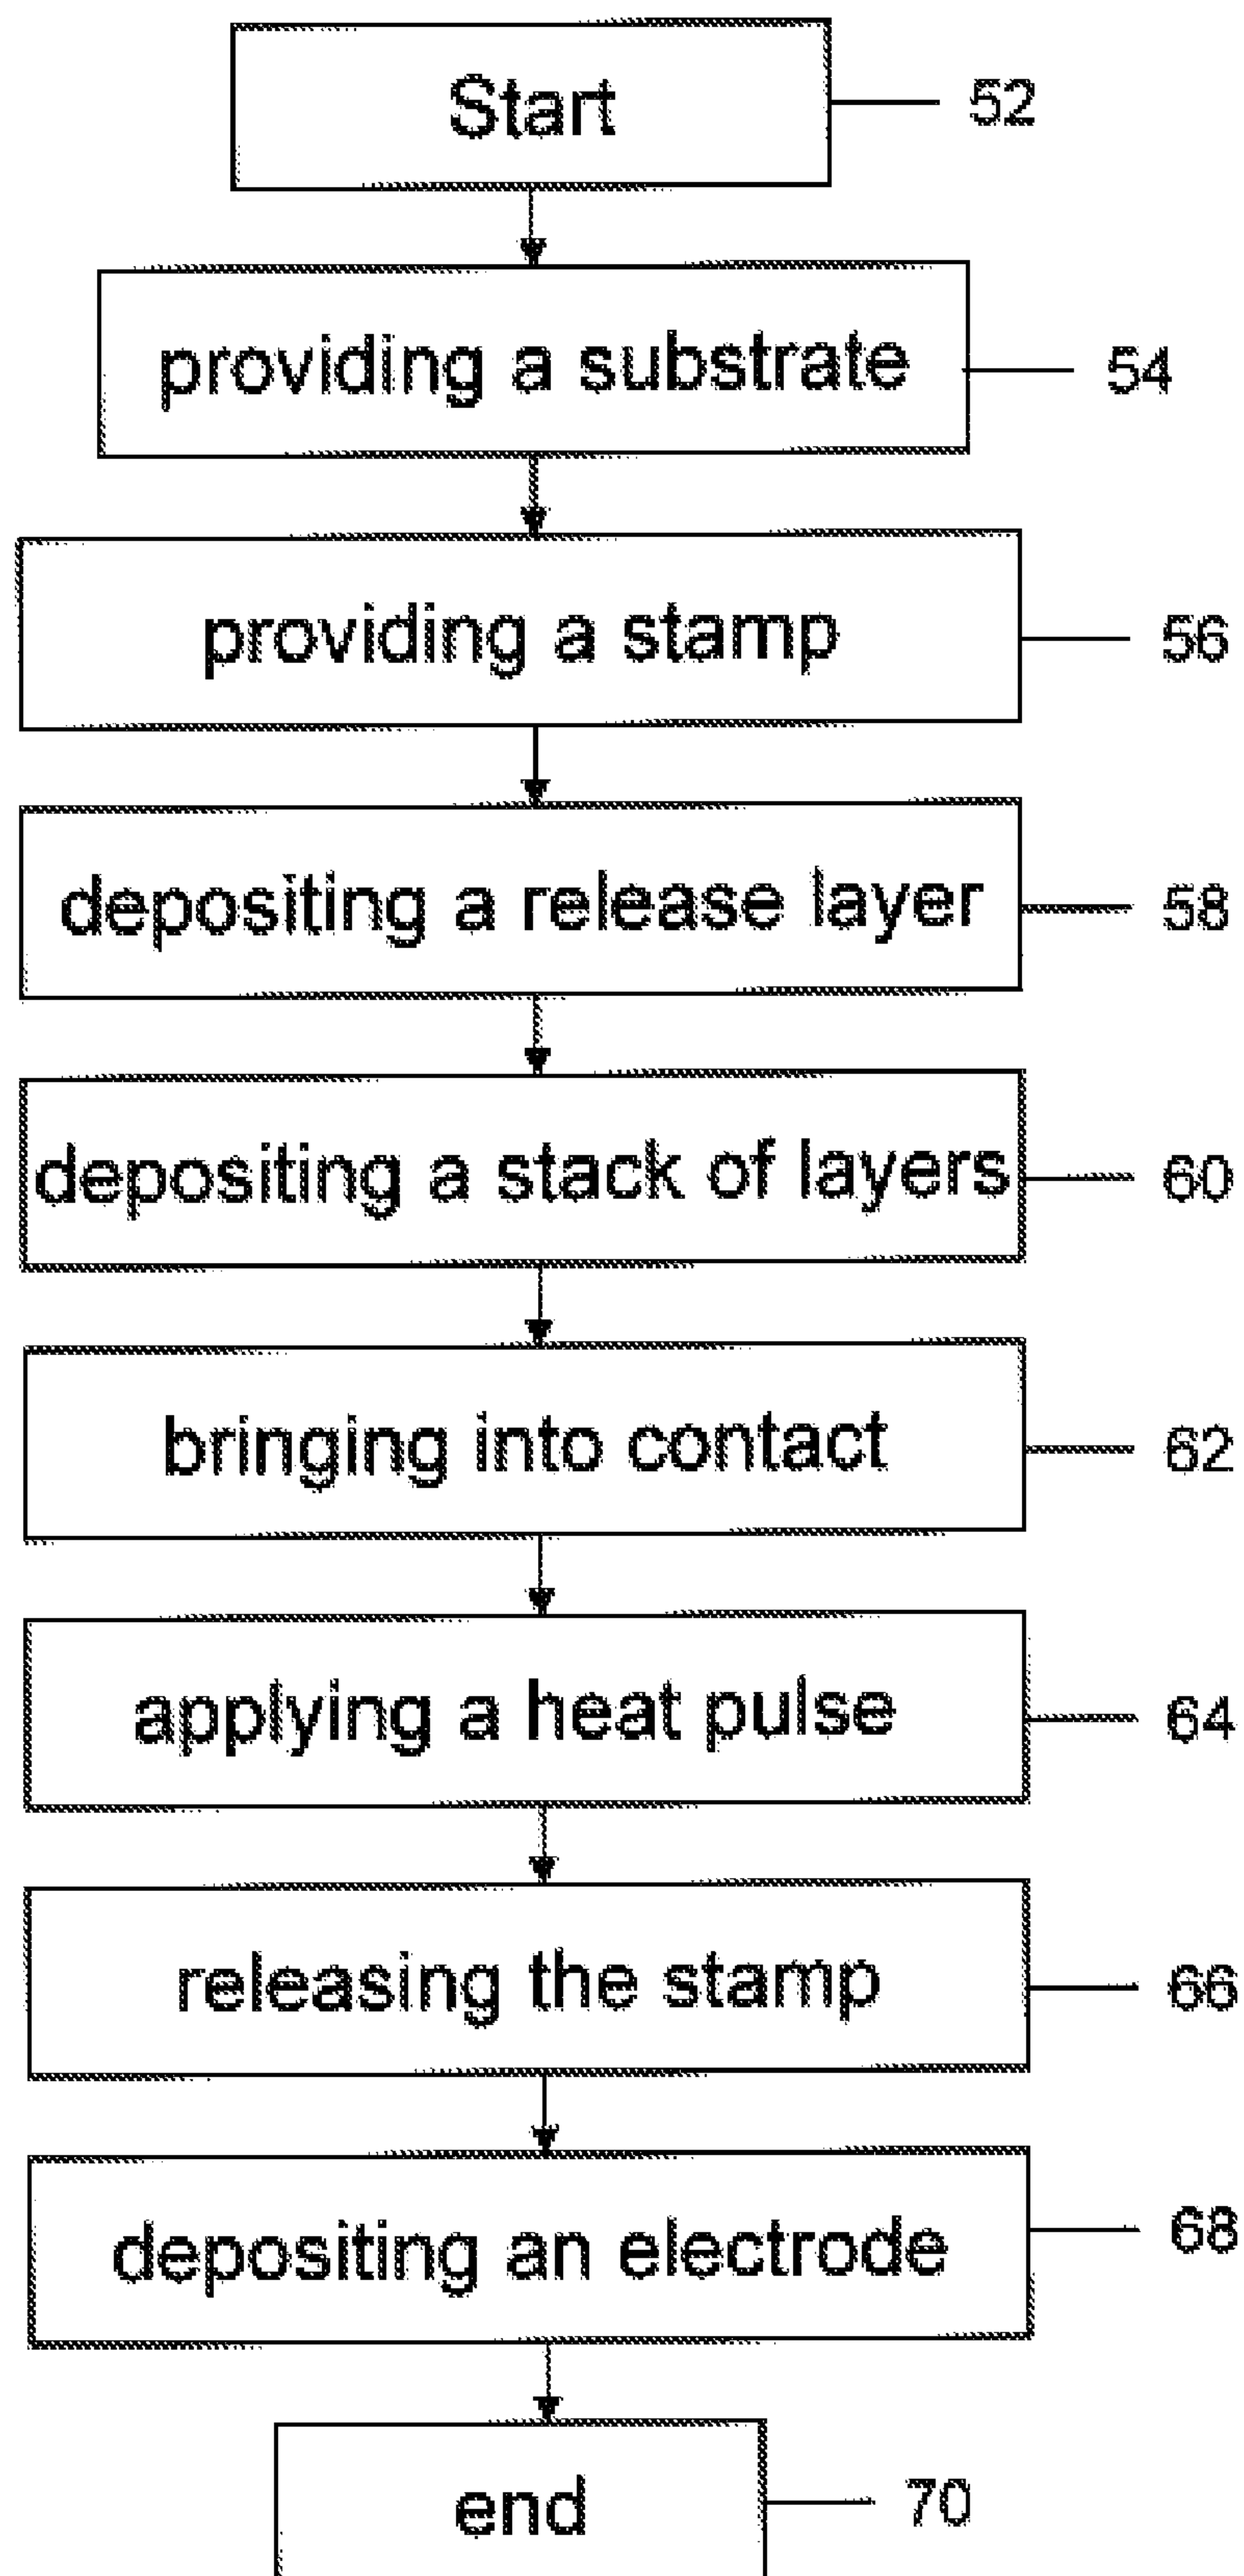 Start 52
providing a substrate 54
providing a stamp 56
depositing a release layer 58
depositing a stack of layers 60
bringing into contact 62
applying a heat pulse 64
releasing the stamp 66
depositing an electrode 68
end 70